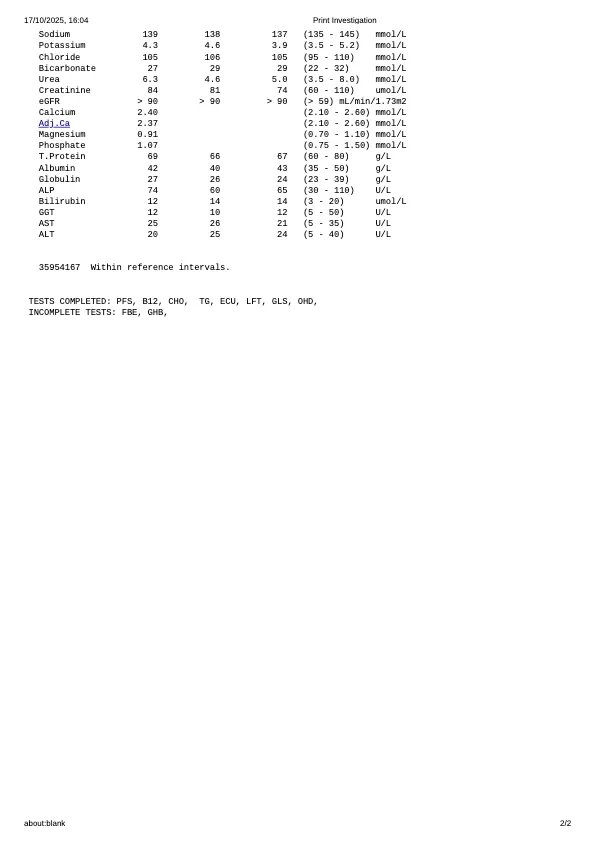 17/10/2025, 16:04 Print Investigation
Sodium 139 138 137 (135 - 145) mmol/L
Potassium 4.3 4.6 3.9 (3.5 - 5.2) mmol/L
Chloride 105 106 105 (95 - 110) mmol/L
Bicarbonate 27 29 29 (22 - 32) mmol/L
Urea 6.3 4.6 5.0 (3.5 - 8.0) mmol/L
Creatinine 84 81 74 (60 - 110) umol/L
eGFR > 90 > 90 > 90 (> 59) mL/min/1.73m2
Calcium 2.40 (2.10 - 2.60) mmol/L
Adj.Ca 2.37 (2.10 - 2.60) mmol/L
Magnesium 0.91 (0.70 - 1.10) mmol/L
Phosphate 1.07 (0.75 - 1.50) mmol/L
T.Protein 69 66 67 (60 - 80) g/L
Albumin 42 40 43 (35 - 50) g/L
Globulin 27 26 24 (23 - 39) g/L
ALP 74 60 65 (30 - 110) U/L
Bilirubin 12 14 14 (3 - 20) umol/L
GGT 12 10 12 (5 - 50) U/L
AST 25 26 21 (5 - 35) U/L
ALT 20 25 24 (5 - 40) U/L
35954167 Within reference intervals.
TESTS COMPLETED: PFS, B12, CHO, TG, ECU, LFT, GLS, OHD,
INCOMPLETE TESTS: FBE, GHB,
about:blank 2/2